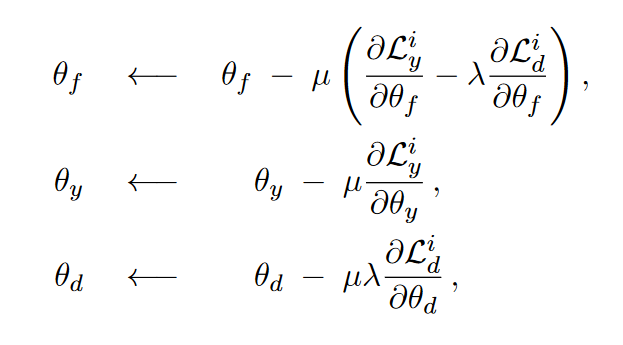 θ_f ⟵ θ_f − μ ( ∂ℒ_y^i / ∂θ_f − λ ∂ℒ_d^i / ∂θ_f ) ,
θ_y ⟵ θ_y − μ ∂ℒ_y^i / ∂θ_y ,
θ_d ⟵ θ_d − μλ ∂ℒ_d^i / ∂θ_d ,